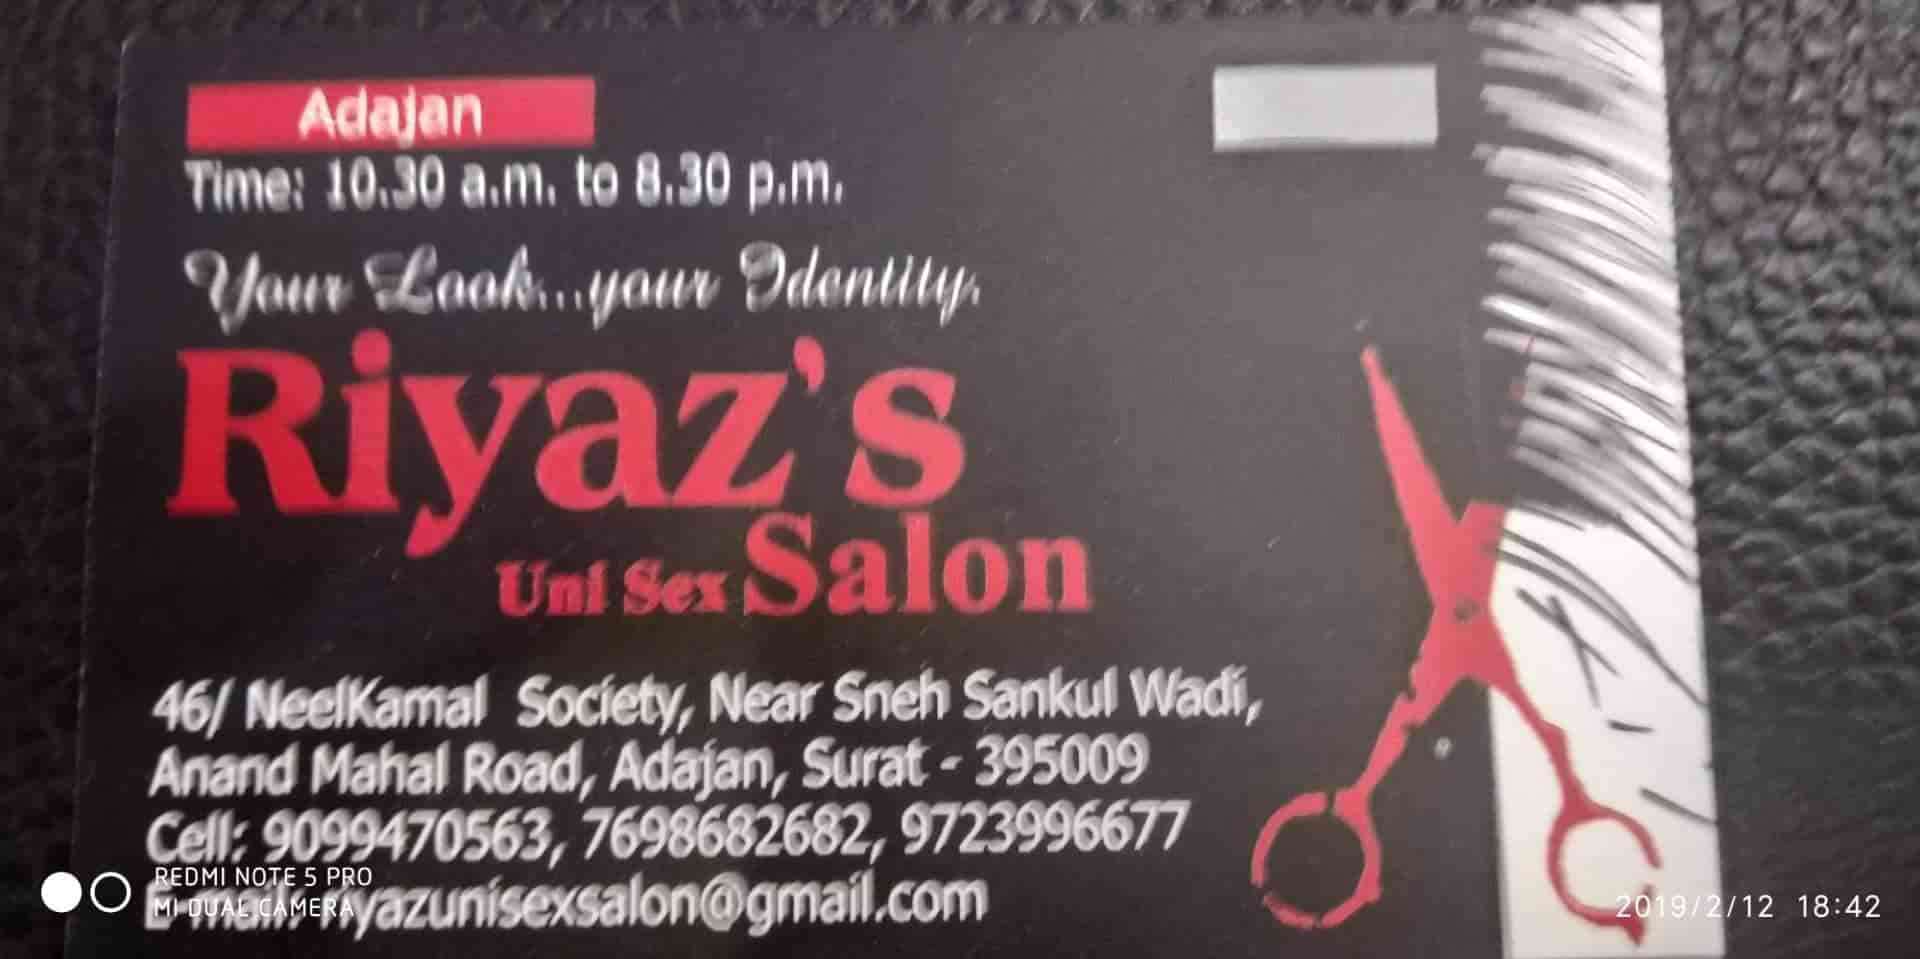 Adajan
Time: 10.30 a.m. to 8.30 p.m.
Your Look...your Identity.
Riyaz's
Uni Sex Salon
46/ NeelKamal Society, Near Sneh Sankul Wadi,
Anand Mahal Road, Adajan, Surat - 395009
Cell: 9099470563, 7698682682, 9723996677
E-mail: riyazunisexsalon@gmail.com
REDMI NOTE 5 PRO
MI DUAL CAMERA
2019/2/12 18:42